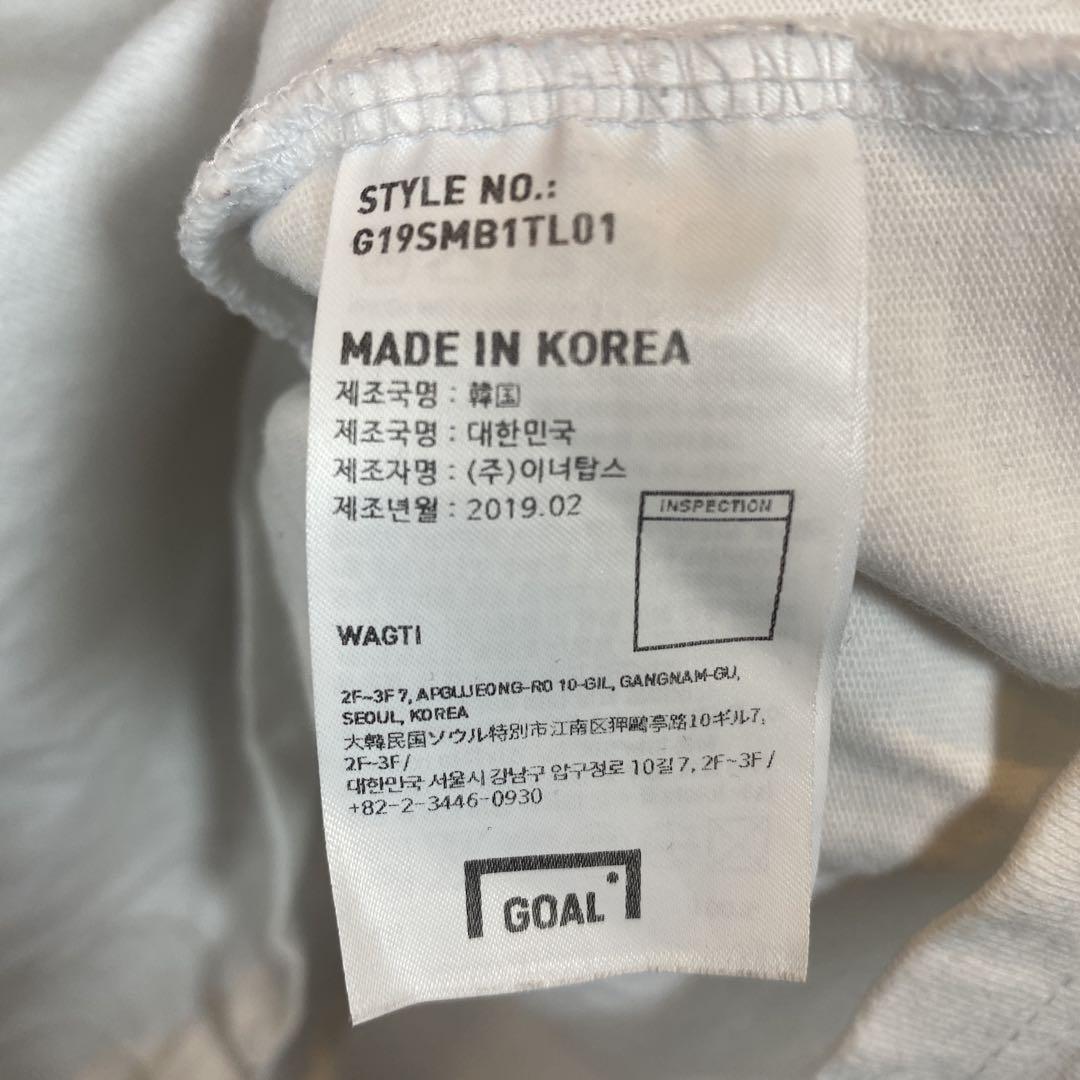 STYLE NO.:
G19SMB1TL01
MADE IN KOREA
제조국명 : 韓国
제조국명 : 대한민국
제조자명 : (주)이너탑스
제조년월 : 2019.02
INSPECTION
WAGTI
2F~3F 7, APGUJEONG-RO 10-GIL, GANGNAM-GU,
SEOUL, KOREA
大韓民国ソウル特別市江南区狎鷗亭路10ギル7,
2F~3F /
대한민국 서울시 강남구 압구정로 10길 7, 2F~3F /
+82-2-3446-0930
GOAL